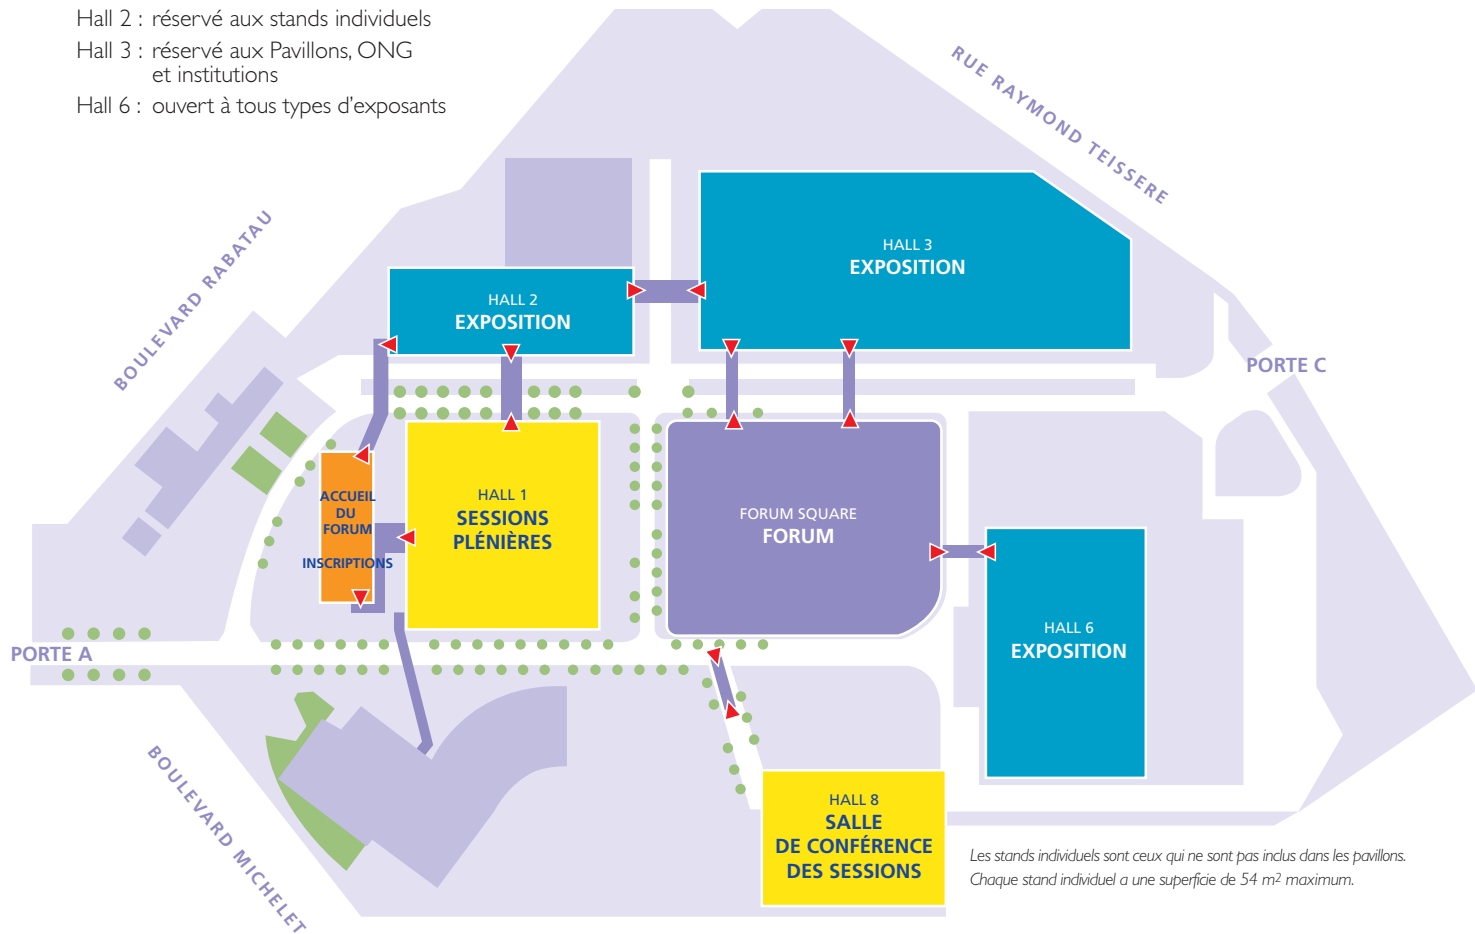 Hall 2 : réservé aux stands individuels
Hall 3 : réservé aux Pavillons, ONG
et institutions
Hall 6 : ouvert à tous types d'exposants
RUE RAYMOND TEISSERE
BOULEVARD RABATAU
HALL 3
EXPOSITION
HALL 2
EXPOSITION
PORTE C
ACCUEIL
DU
FORUM
INSCRIPTIONS
HALL 1
SESSIONS
PLÉNIÈRES
FORUM SQUARE
FORUM
HALL 6
EXPOSITION
PORTE A
BOULEVARD MICHELET
HALL 8
SALLE
DE CONFÉRENCE
DES SESSIONS
Les stands individuels sont ceux qui ne sont pas inclus dans les pavillons.
Chaque stand individuel a une superficie de 54 m2 maximum.